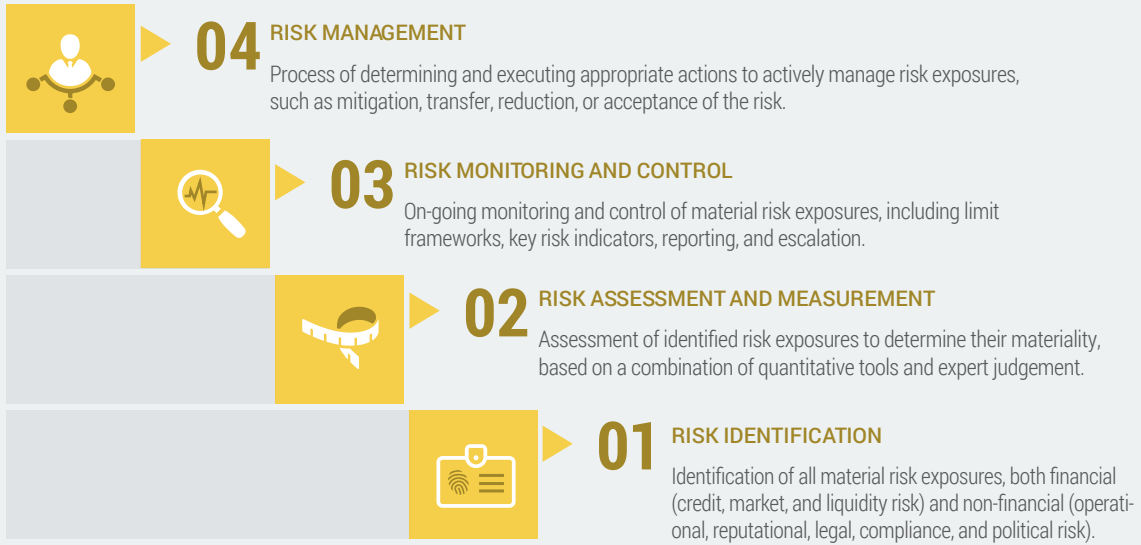 04
RISK MANAGEMENT
Process of determining and executing appropriate actions to actively manage risk exposures,
such as mitigation, transfer, reduction, or acceptance of the risk.
03
RISK MONITORING AND CONTROL
On-going monitoring and control of material risk exposures, including limit
frameworks, key risk indicators, reporting, and escalation.
02
RISK ASSESSMENT AND MEASUREMENT
Assessment of identified risk exposures to determine their materiality,
based on a combination of quantitative tools and expert judgement.
01
RISK IDENTIFICATION
Identification of all material risk exposures, both financial
(credit, market, and liquidity risk) and non-financial (operati-
onal, reputational, legal, compliance, and political risk).